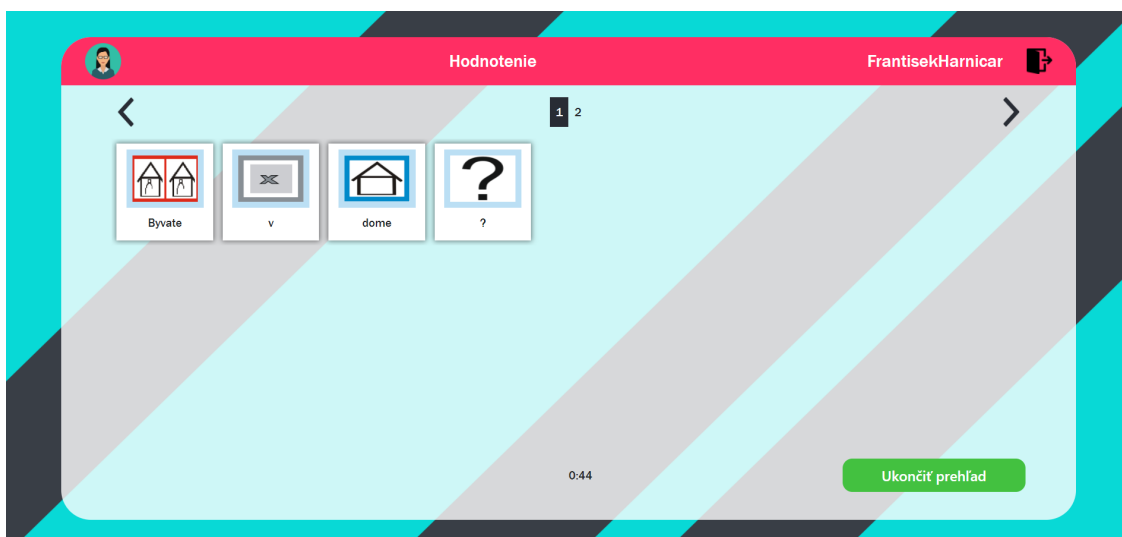 Hodnotenie
FrantisekHarnicar
1 2
?
Byvate
v
dome
?
0:44
Ukončiť prehľad